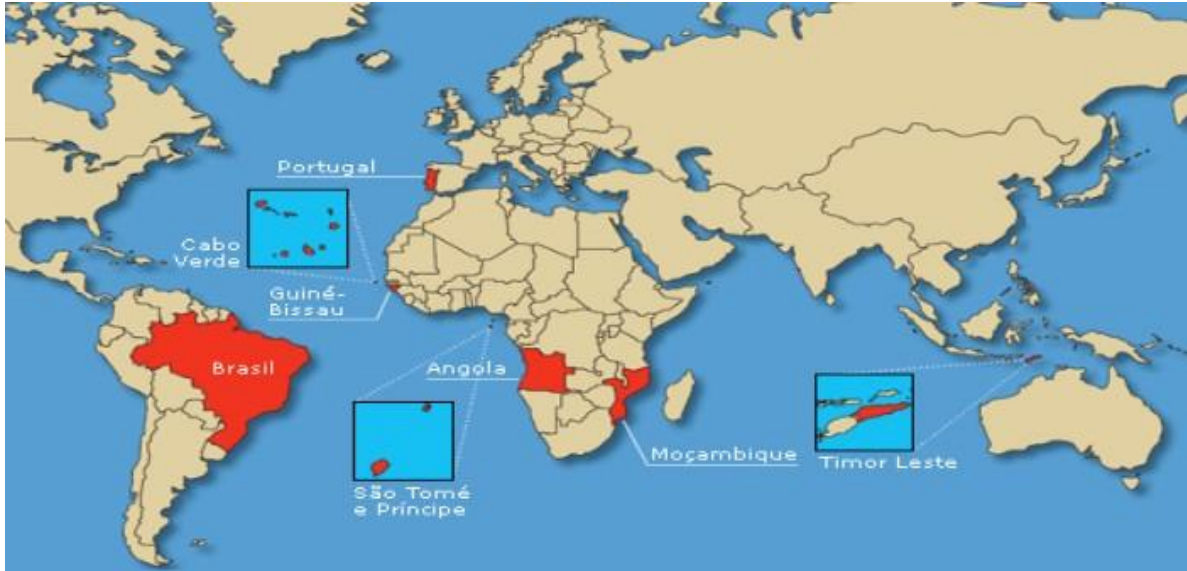 Portugal
Cabo
Verde
Guiné-
Bissau
Brasil
Angola
São Tomé
e Príncipe
Moçambique
Timor Leste